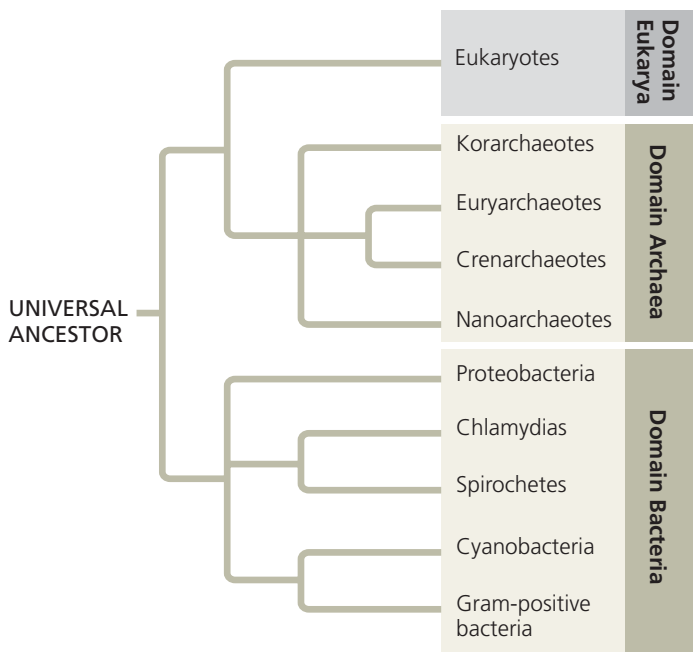 Eukaryotes
Domain
Eukarya
Korarchaeotes
Euryarchaeotes
Crenarchaeotes
Nanoarchaeotes
Domain Archaea
UNIVERSAL
ANCESTOR
Proteobacteria
Chlamydias
Spirochetes
Cyanobacteria
Gram-positive
bacteria
Domain Bacteria